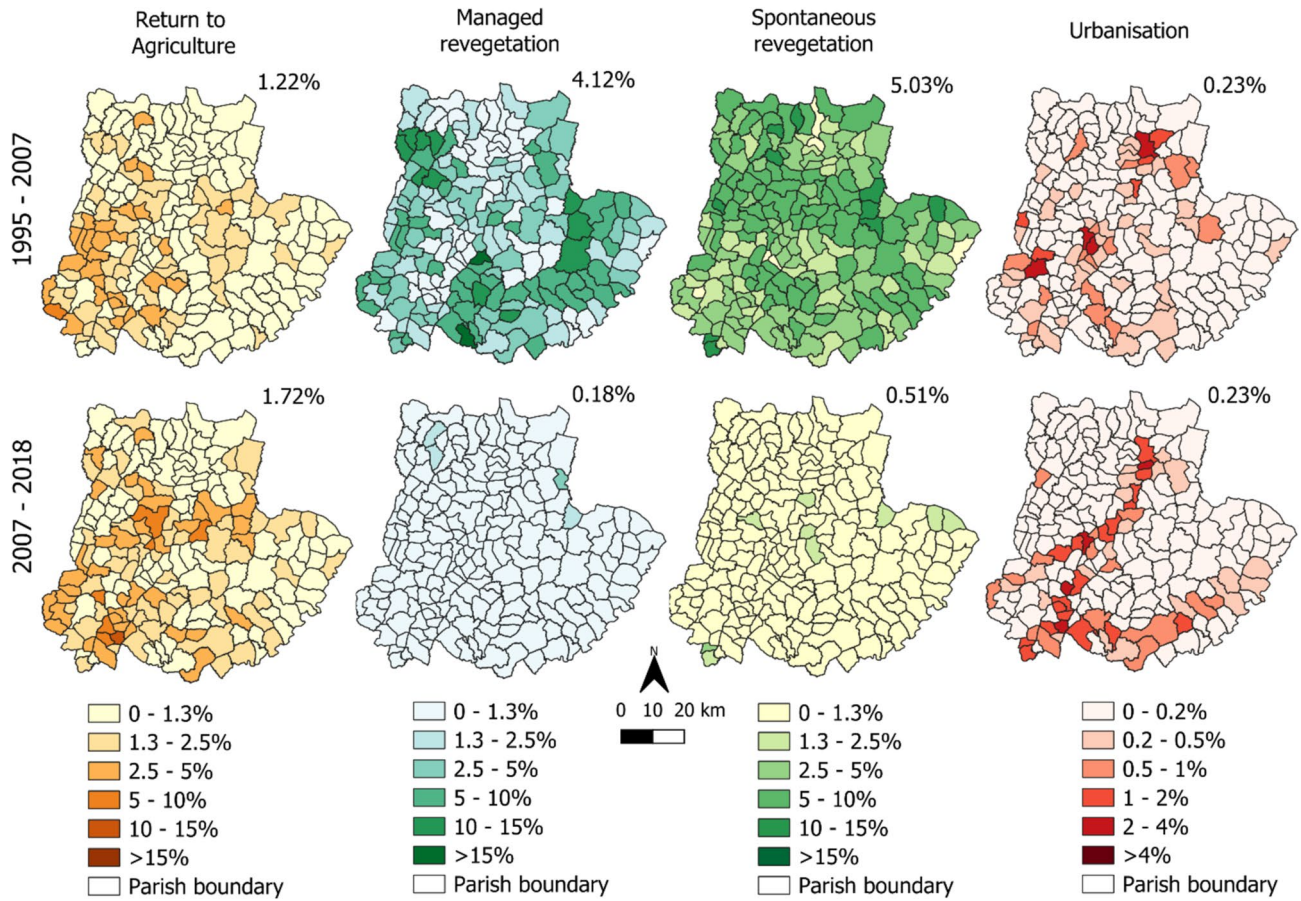 Return to
Agriculture
Managed
revegetation
Spontaneous
revegetation
Urbanisation
1995 - 2007
1.22%
4.12%
5.03%
0.23%
2007 - 2018
1.72%
0.18%
0.51%
0.23%
N
0 10 20 km
0 - 1.3%
1.3 - 2.5%
2.5 - 5%
5 - 10%
10 - 15%
>15%
Parish boundary
0 - 1.3%
1.3 - 2.5%
2.5 - 5%
5 - 10%
10 - 15%
>15%
Parish boundary
0 - 1.3%
1.3 - 2.5%
2.5 - 5%
5 - 10%
10 - 15%
>15%
Parish boundary
0 - 0.2%
0.2 - 0.5%
0.5 - 1%
1 - 2%
2 - 4%
>4%
Parish boundary